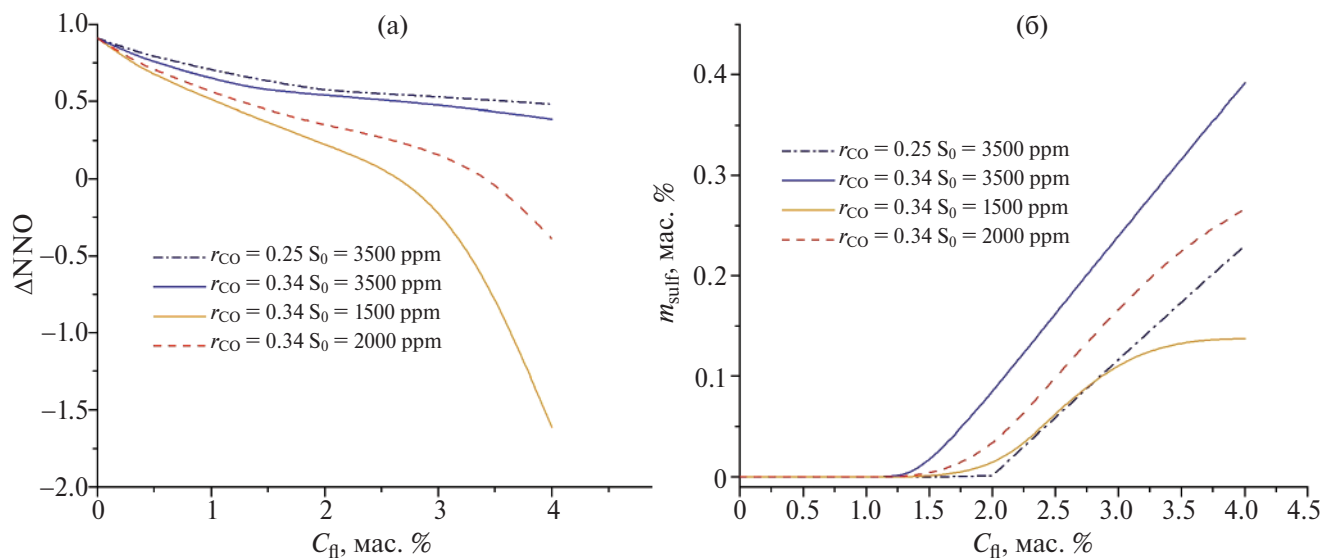 (а)
1.0
0.5
0
−0.5
−1.0
−1.5
−2.0
ΔNNO
r_CO = 0.25 S_0 = 3500 ppm
r_CO = 0.34 S_0 = 3500 ppm
r_CO = 0.34 S_0 = 1500 ppm
r_CO = 0.34 S_0 = 2000 ppm
0 1 2 3 4
C_fl, мас. %
(б)
0.4
0.3
0.2
0.1
0
m_sulf, мас. %
r_CO = 0.25 S_0 = 3500 ppm
r_CO = 0.34 S_0 = 3500 ppm
r_CO = 0.34 S_0 = 1500 ppm
r_CO = 0.34 S_0 = 2000 ppm
0 0.5 1.0 1.5 2.0 2.5 3.0 3.5 4.0 4.5
C_fl, мас. %